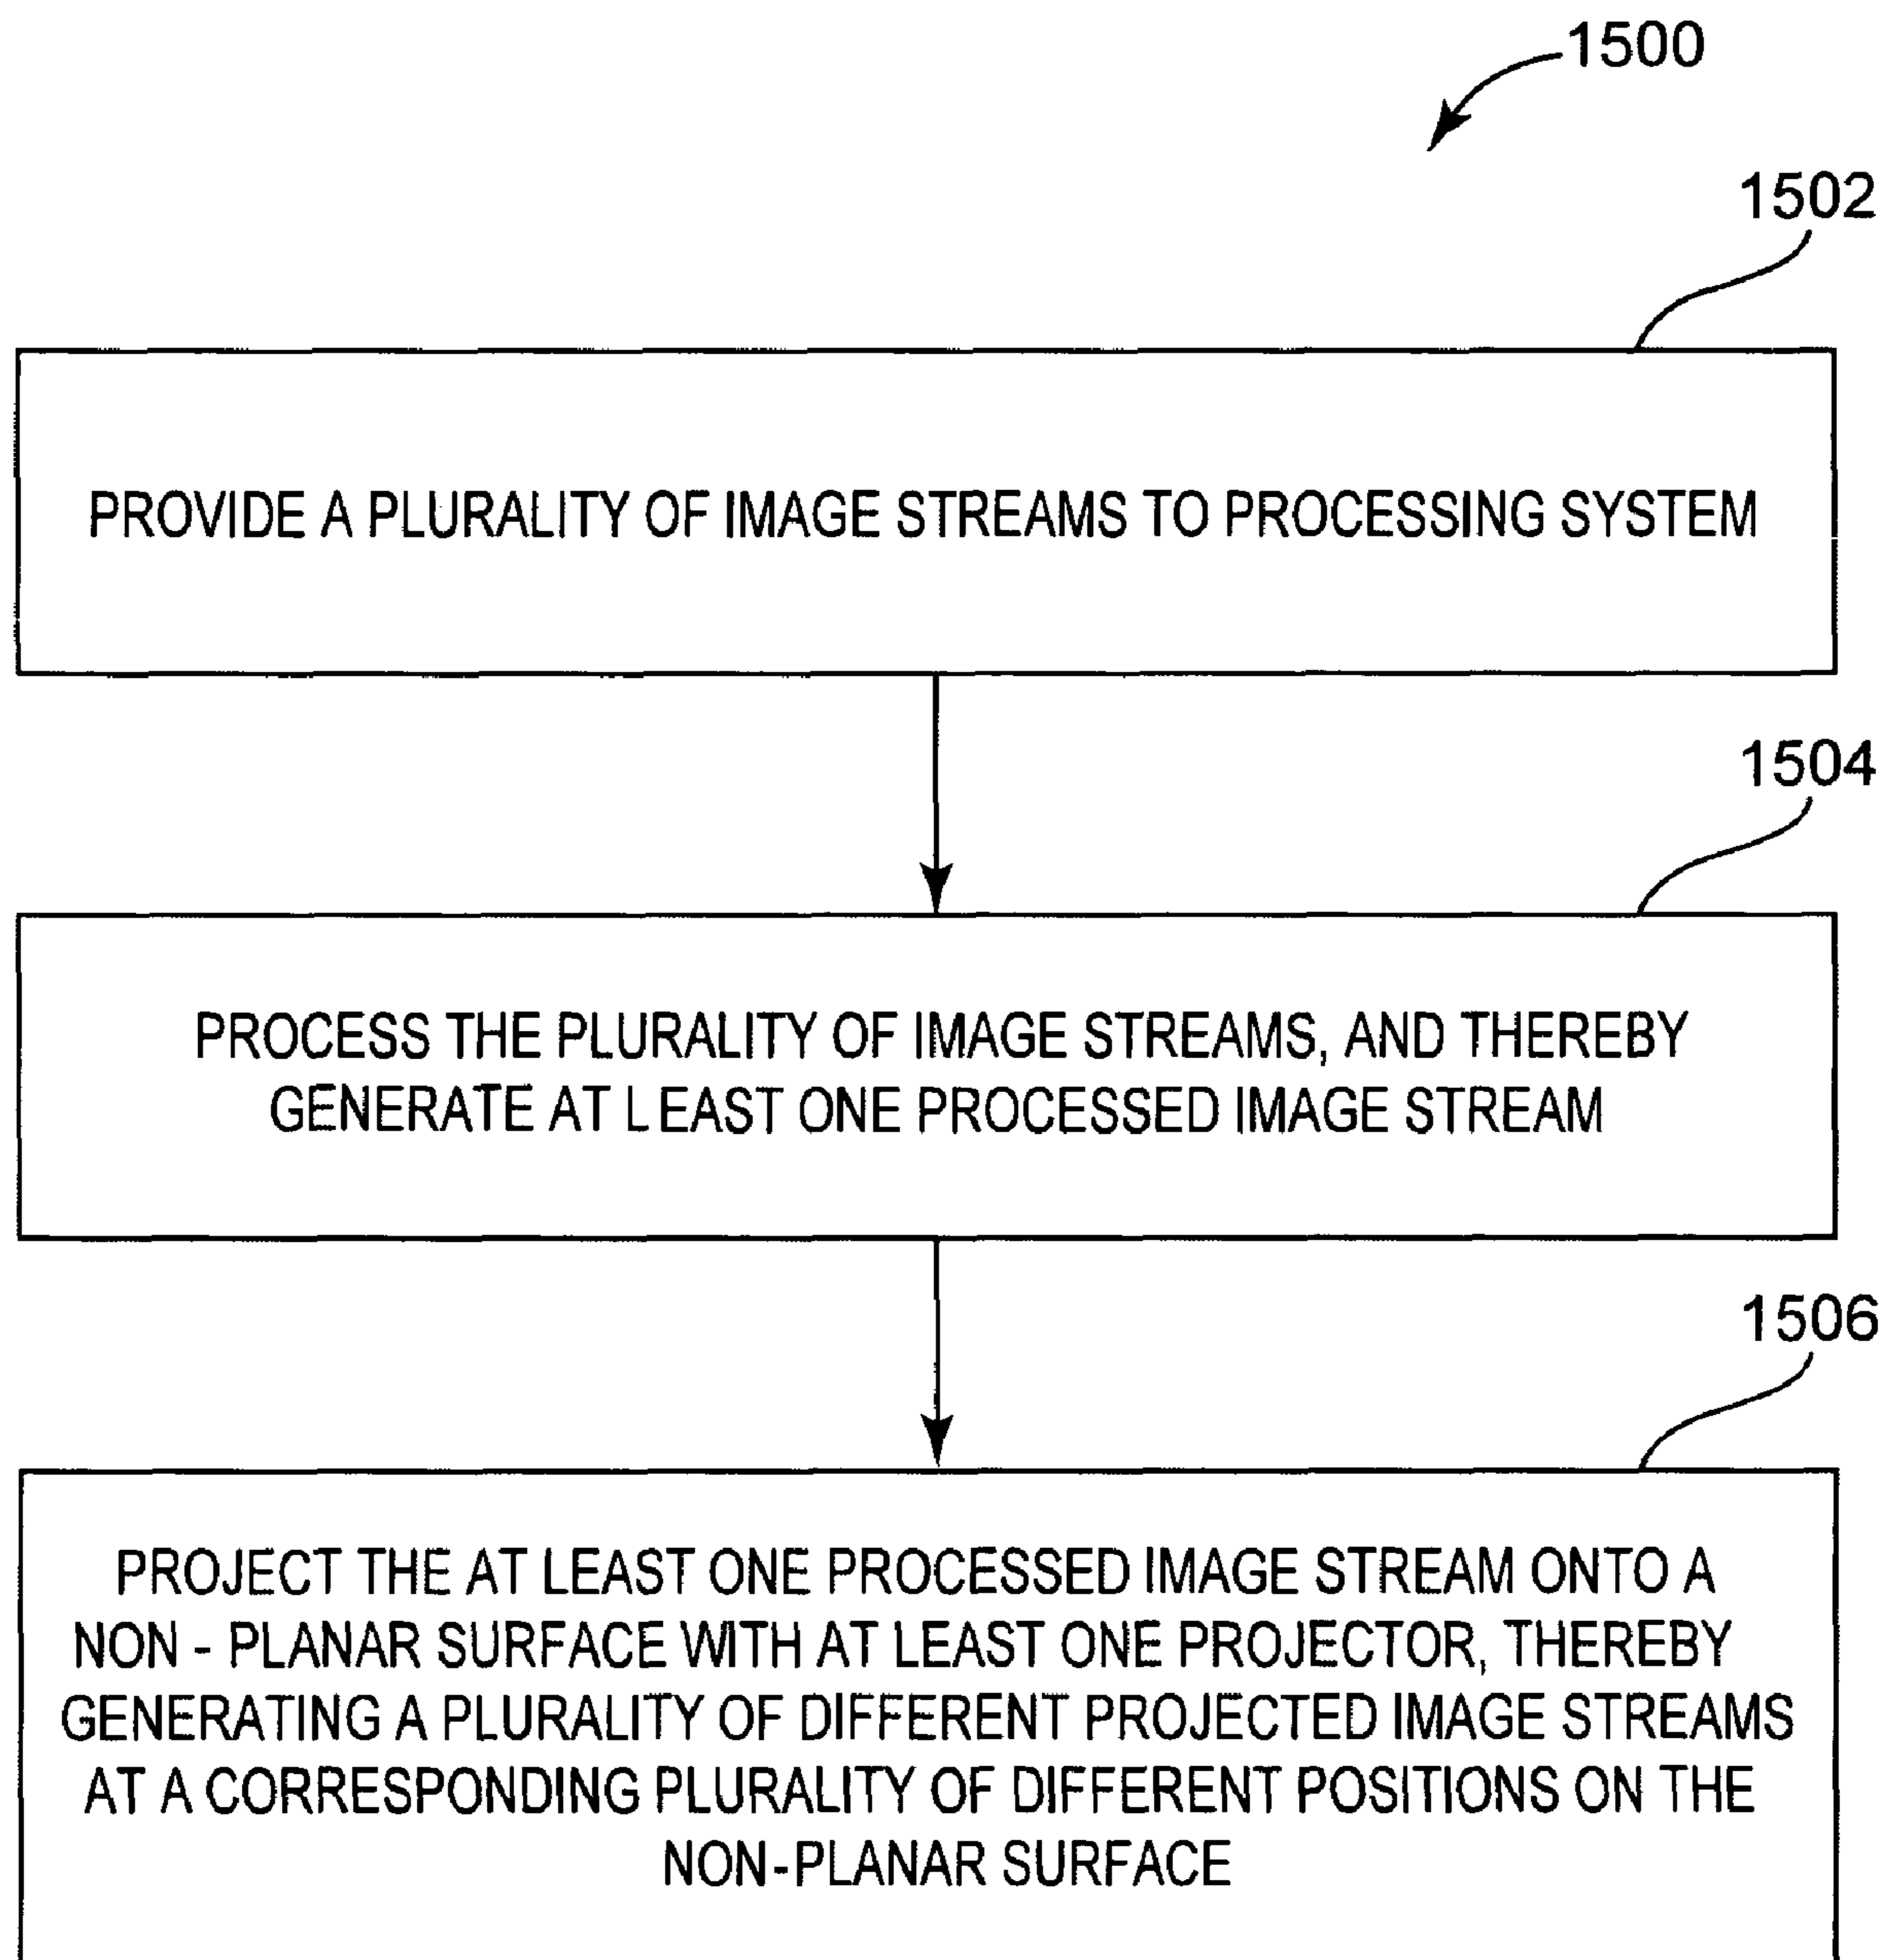 1500
1502
PROVIDE A PLURALITY OF IMAGE STREAMS TO PROCESSING SYSTEM
1504
PROCESS THE PLURALITY OF IMAGE STREAMS, AND THEREBY
GENERATE AT LEAST ONE PROCESSED IMAGE STREAM
1506
PROJECT THE AT LEAST ONE PROCESSED IMAGE STREAM ONTO A
NON - PLANAR SURFACE WITH AT LEAST ONE PROJECTOR, THEREBY
GENERATING A PLURALITY OF DIFFERENT PROJECTED IMAGE STREAMS
AT A CORRESPONDING PLURALITY OF DIFFERENT POSITIONS ON THE
NON-PLANAR SURFACE